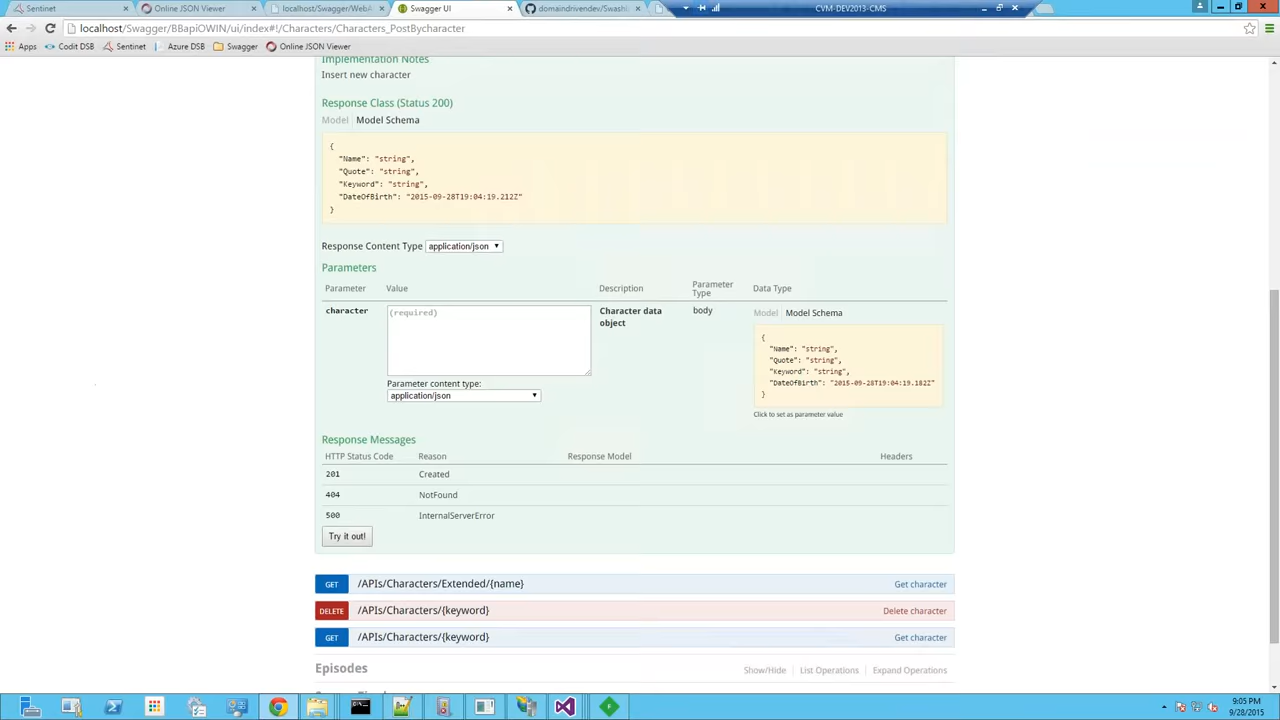 Sentinet
Online JSON Viewer
localhost/Swagger/WebA
Swagger UI
domaindrivendev/Swashb
CVM-DEV2013-CMS
localhost/Swagger/BBapiOWIN/ui/index#!/Characters/Characters_PostBycharacter
Apps
Codit DSB
Sentinet
Azure DSB
Swagger
Online JSON Viewer
Implementation Notes
Insert new character
Response Class (Status 200)
Model
Model Schema
{
"Name": "string",
"Quote": "string",
"Keyword": "string",
"DateOfBirth": "2015-09-28T19:04:19.212Z"
}
Response Content Type application/json
Parameters
Parameter Value Description Parameter Type Data Type
character
(required)
Parameter content type:
application/json
Character data
object
body
Model
Model Schema
{
"Name": "string",
"Quote": "string",
"Keyword": "string",
"DateOfBirth": "2015-09-28T19:04:19.182Z"
}
Click to set as parameter value
Response Messages
HTTP Status Code Reason Response Model Headers
201 Created
404 NotFound
500 InternalServerError
Try it out!
GET /APIs/Characters/Extended/{name} Get character
DELETE /APIs/Characters/{keyword} Delete character
GET /APIs/Characters/{keyword} Get character
Episodes Show/Hide List Operations Expand Operations
9:05 PM
9/28/2015